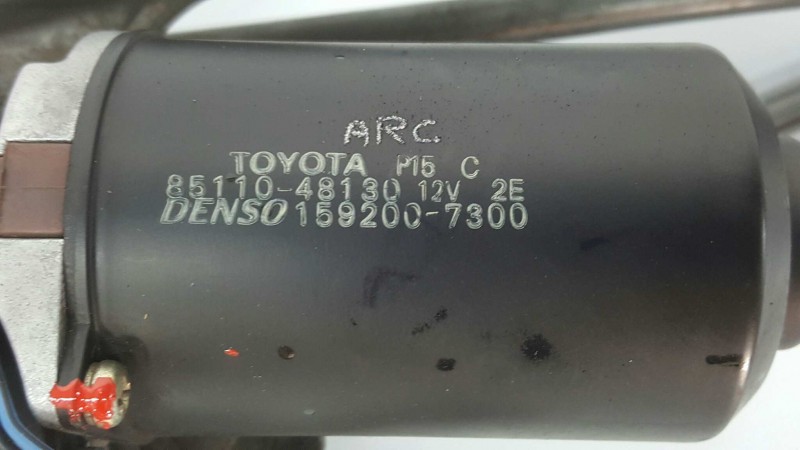 ARC
TOYOTA M5 C
85110-48130 12V 2E
DENSO 159200-7300